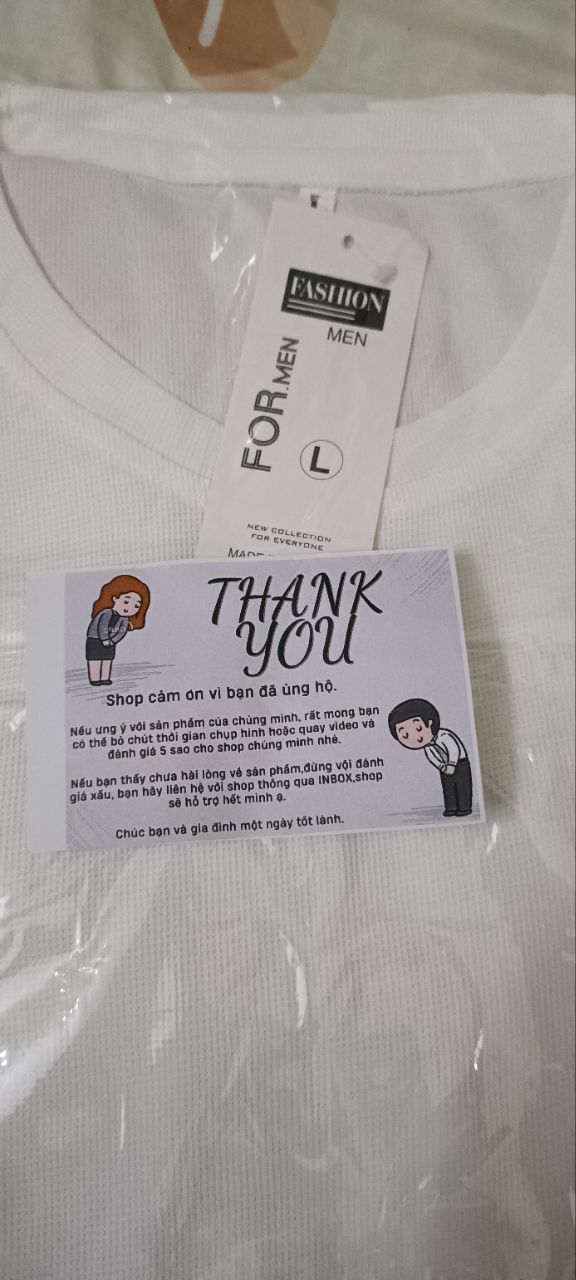 FASHION
MEN
FOR.MEN
L
NEW COLLECTION
FOR EVERYONE
THANK
YOU
Shop cảm ơn vì bạn đã ủng hộ.
Nếu ưng ý với sản phẩm của chúng mình, rất mong bạn
có thể bỏ chút thời gian chụp hình hoặc quay video và
đánh giá 5 sao cho shop chúng mình nhé.
Nếu bạn thấy chưa hài lòng về sản phẩm,đừng vội đánh
giá xấu, bạn hãy liên hệ với shop thông qua INBOX,shop
sẽ hỗ trợ hết mình ạ.
Chúc bạn và gia đình một ngày tốt lành.